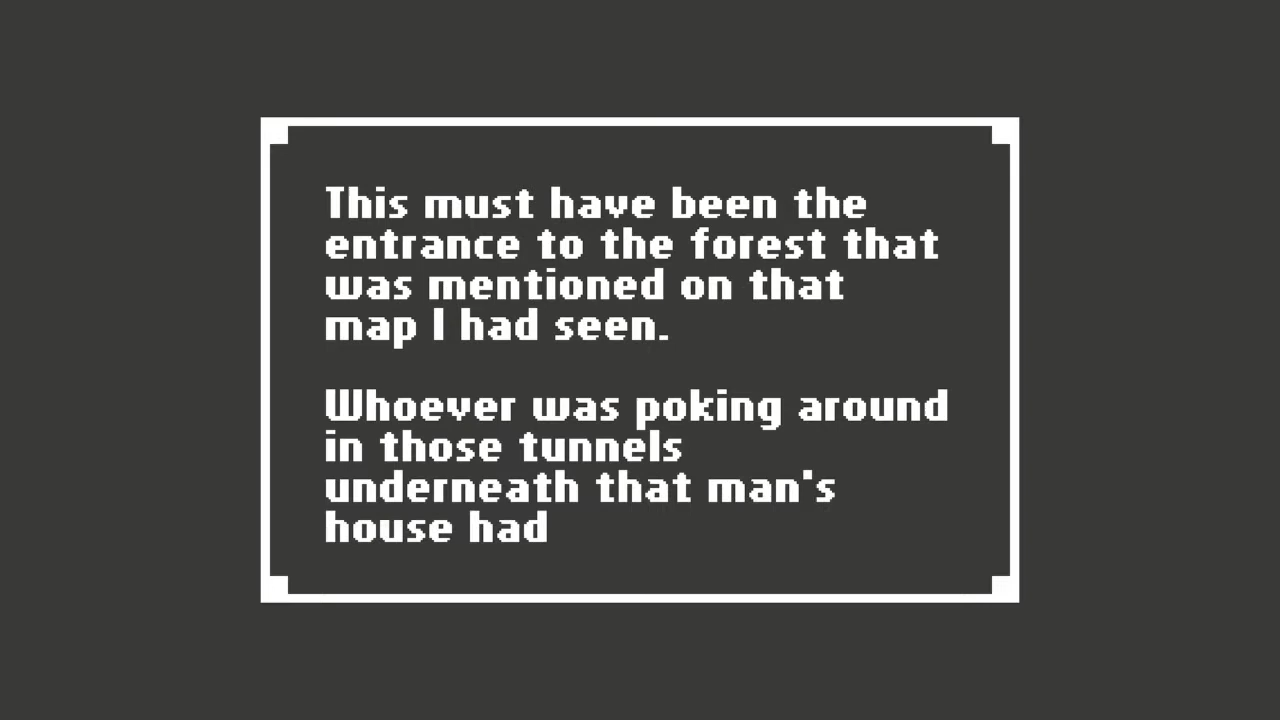 This must have been the
entrance to the forest that
was mentioned on that
map I had seen.
Whoever was poking around
in those tunnels
underneath that man's
house had